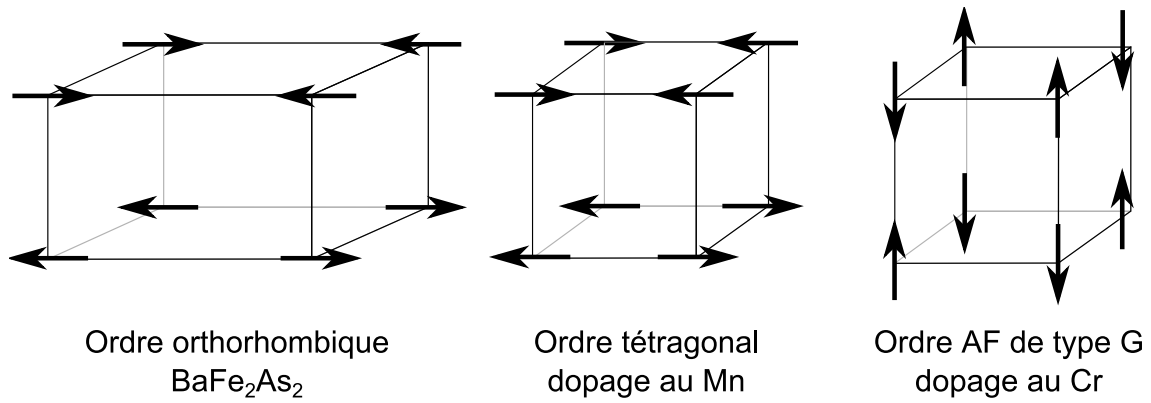 Ordre orthorhombique
BaFe₂As₂
Ordre tétragonal
dopage au Mn
Ordre AF de type G
dopage au Cr